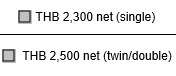 THB 2,300 net (single)
THB 2,500 net (twin/double)